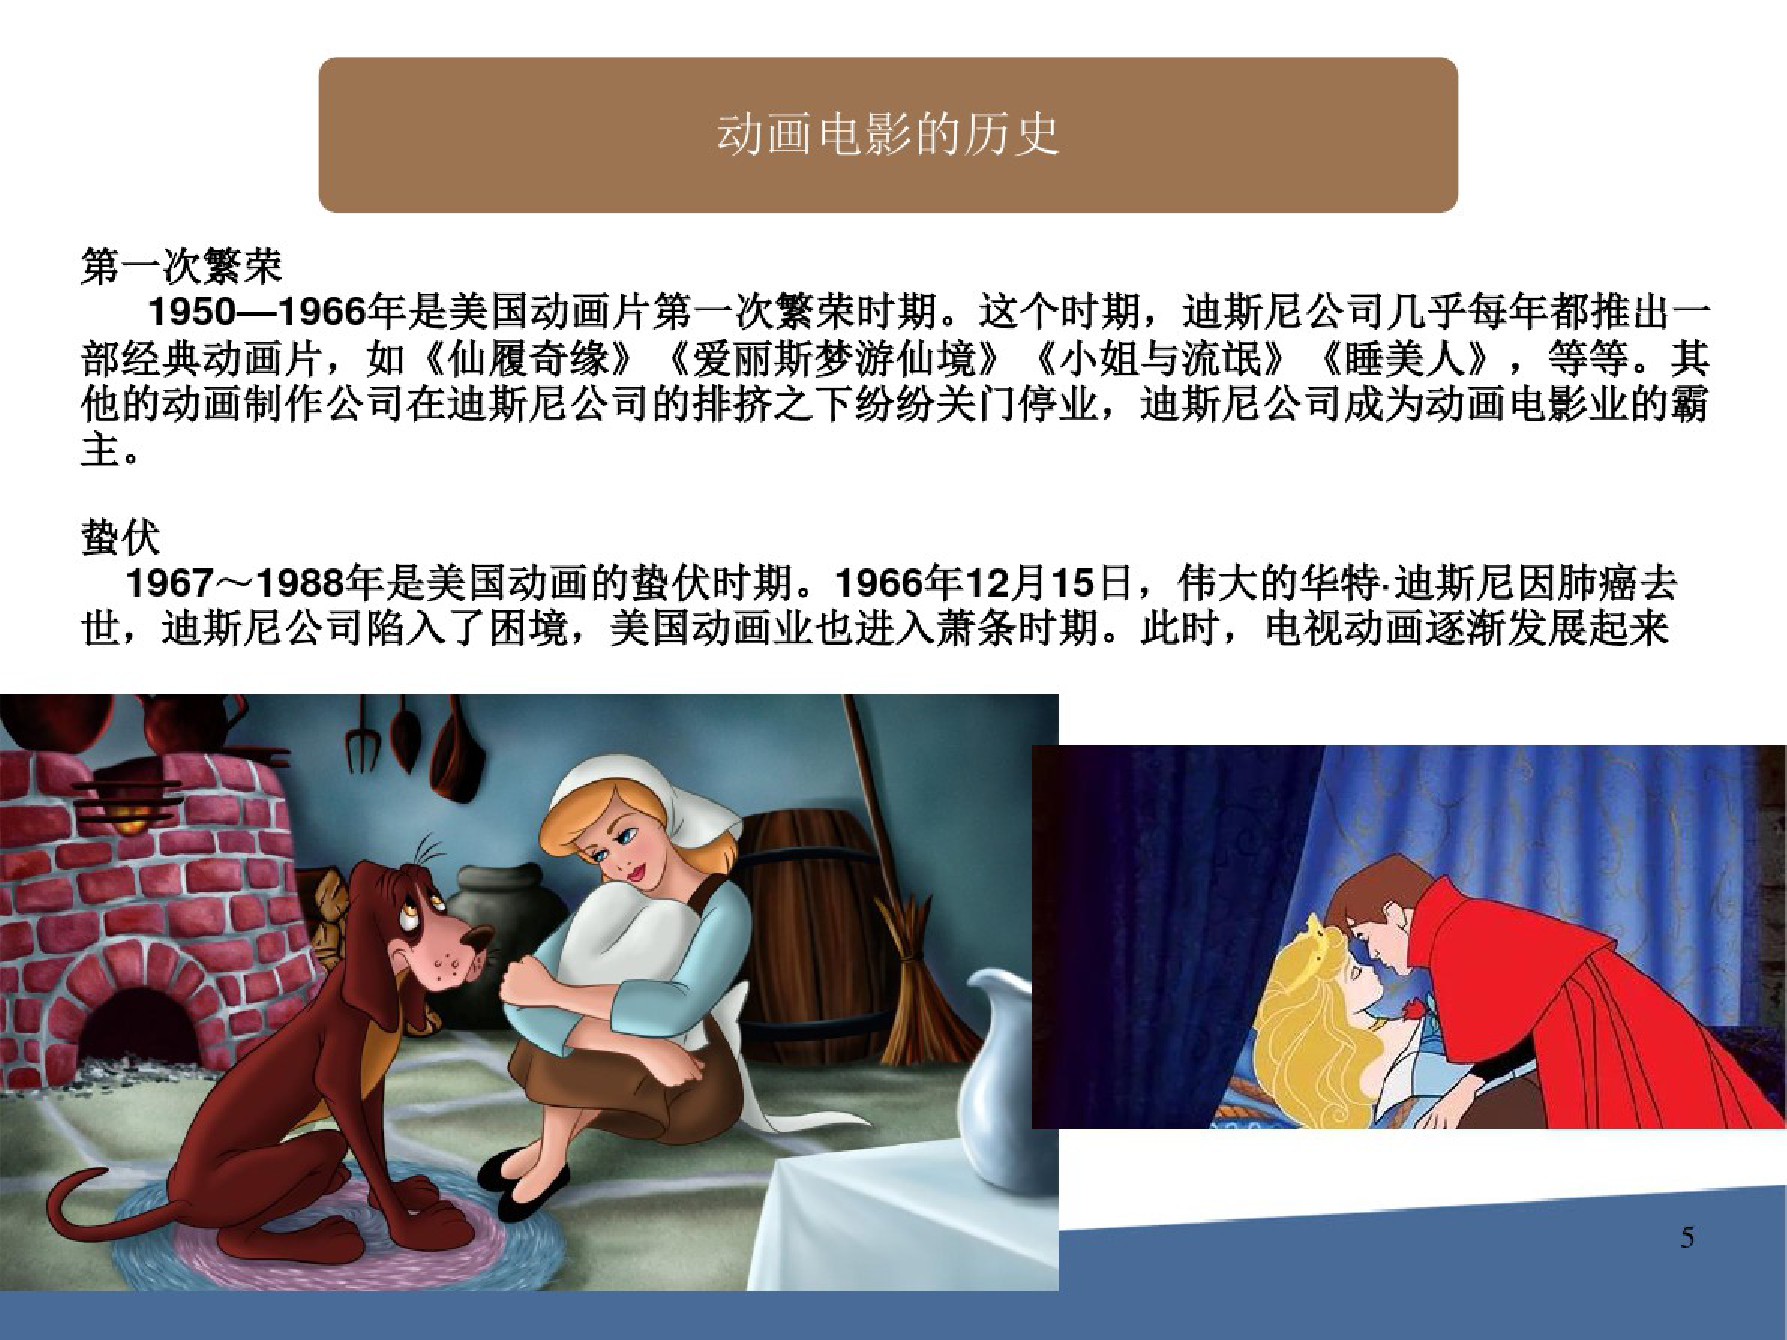 动画电影的历史
第一次繁荣
1950—1966年是美国动画片第一次繁荣时期。这个时期，迪斯尼公司几乎每年都推出一
部经典动画片，如《仙履奇缘》《爱丽斯梦游仙境》《小姐与流氓》《睡美人》，等等。其
他的动画制作公司在迪斯尼公司的排挤之下纷纷关门停业，迪斯尼公司成为动画电影业的霸
主。
蛰伏
1967～1988年是美国动画的蛰伏时期。1966年12月15日，伟大的华特·迪斯尼因肺癌去
世，迪斯尼公司陷入了困境，美国动画业也进入萧条时期。此时，电视动画逐渐发展起来
5